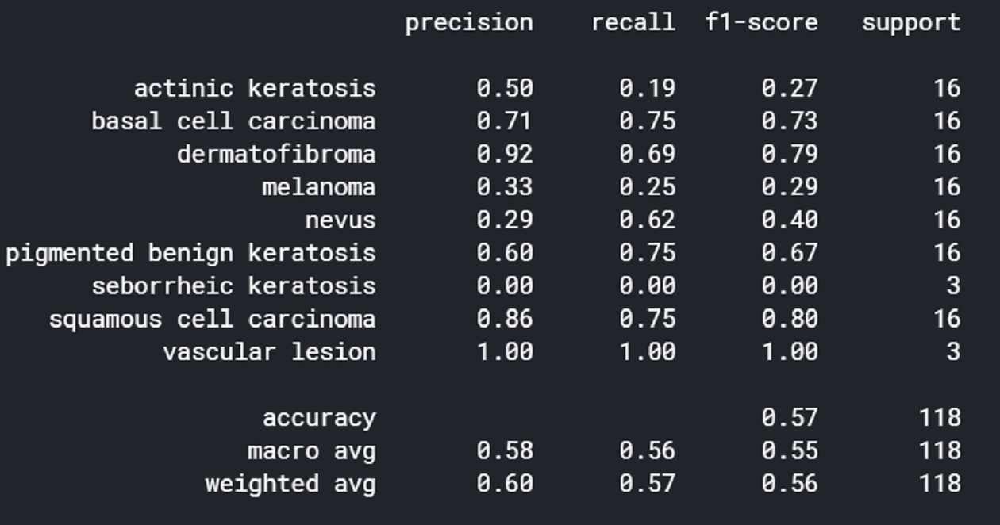 precision recall f1-score support
actinic keratosis 0.50 0.19 0.27 16
basal cell carcinoma 0.71 0.75 0.73 16
dermatofibroma 0.92 0.69 0.79 16
melanoma 0.33 0.25 0.29 16
nevus 0.29 0.62 0.40 16
pigmented benign keratosis 0.60 0.75 0.67 16
seborrheic keratosis 0.00 0.00 0.00 3
squamous cell carcinoma 0.86 0.75 0.80 16
vascular lesion 1.00 1.00 1.00 3
accuracy 0.57 118
macro avg 0.58 0.56 0.55 118
weighted avg 0.60 0.57 0.56 118